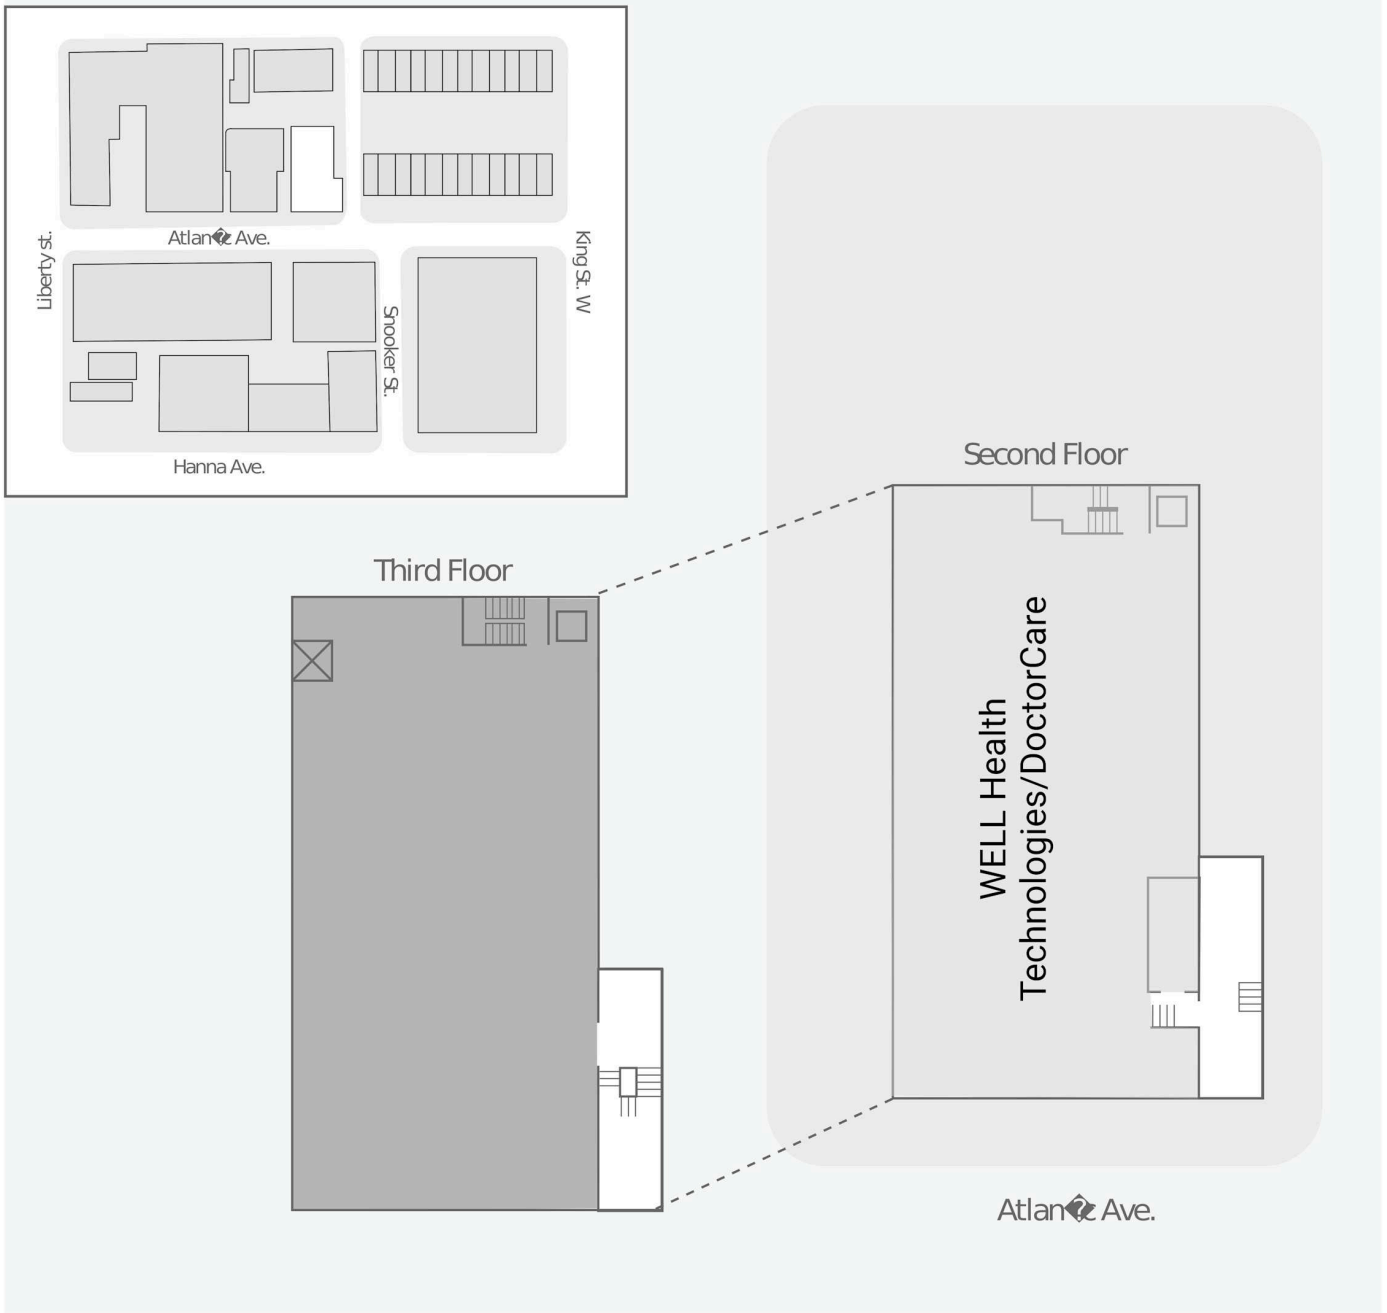 Atlan�c Ave.
Liberty st.
King St. W
Snooker St.
Hanna Ave.
Second Floor
Third Floor
WELL Health
Technologies/DoctorCare
Atlan�c Ave.